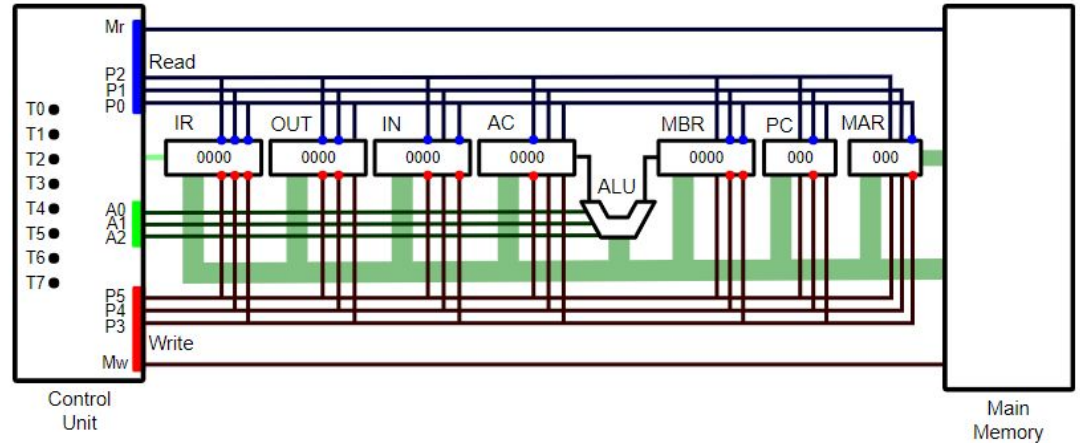 Mr
Read
P2
P1
P0
T0
T1
T2
T3
T4
T5
T6
T7
IR
OUT
IN
AC
MBR
PC
MAR
0000
0000
0000
0000
0000
000
000
ALU
A0
A1
A2
P5
P4
P3
Write
Mw
Control
Unit
Main
Memory